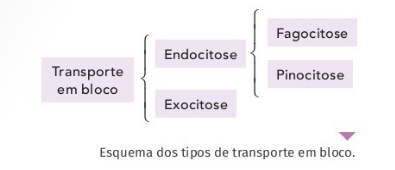 Transporte
em bloco
Endocitose
Exocitose
Fagocitose
Pinocitose
Esquema dos tipos de transporte em bloco.